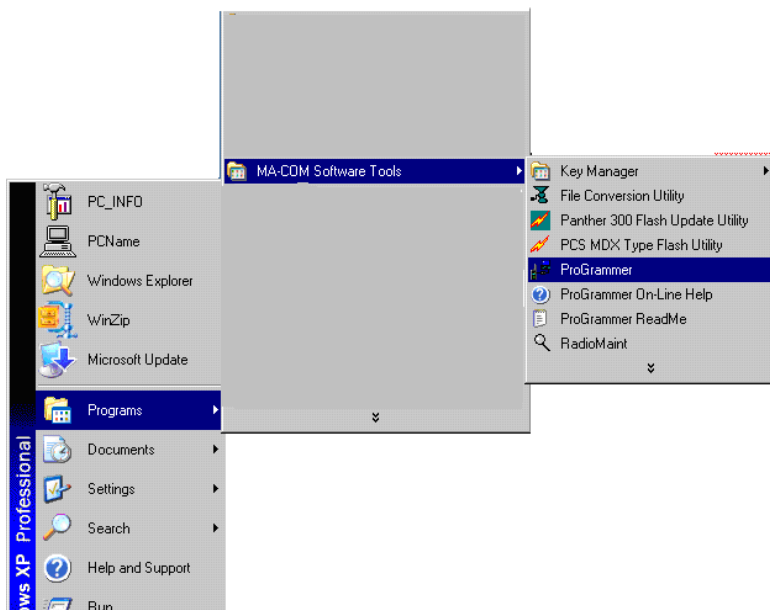 PC_INFO
PCName
Windows Explorer
WinZip
Microsoft Update
Programs
Documents
Settings
Search
Help and Support
Run
ows XP Professional
MA-COM Software Tools
Key Manager
File Conversion Utility
Panther 300 Flash Update Utility
PCS MDX Type Flash Utility
ProGrammer
ProGrammer On-Line Help
ProGrammer ReadMe
RadioMaint